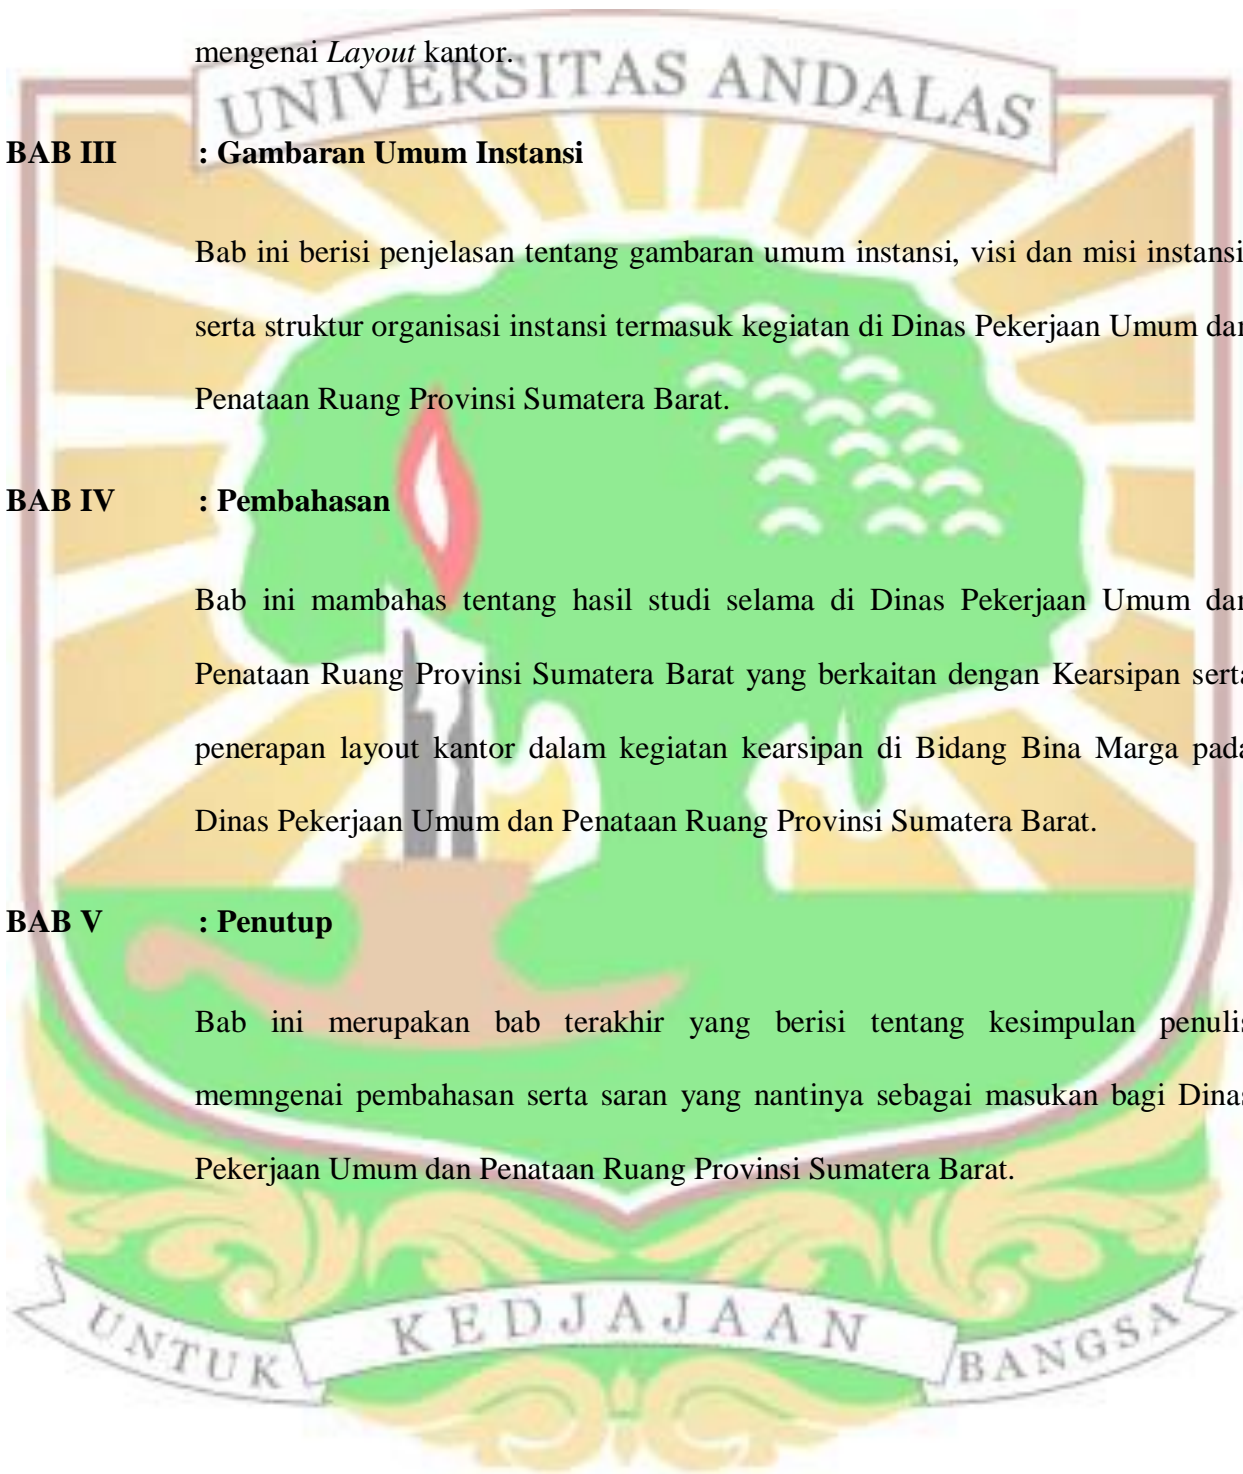 mengenai Layout kantor.
UNIVERSITAS ANDALAS
BAB III : Gambaran Umum Instansi
Bab ini berisi penjelasan tentang gambaran umum instansi, visi dan misi instansi
serta struktur organisasi instansi termasuk kegiatan di Dinas Pekerjaan Umum dan
Penataan Ruang Provinsi Sumatera Barat.
BAB IV : Pembahasan
Bab ini mambahas tentang hasil studi selama di Dinas Pekerjaan Umum dan
Penataan Ruang Provinsi Sumatera Barat yang berkaitan dengan Kearsipan serta
penerapan layout kantor dalam kegiatan kearsipan di Bidang Bina Marga pada
Dinas Pekerjaan Umum dan Penataan Ruang Provinsi Sumatera Barat.
BAB V : Penutup
Bab ini merupakan bab terakhir yang berisi tentang kesimpulan penulis
memngenai pembahasan serta saran yang nantinya sebagai masukan bagi Dinas
Pekerjaan Umum dan Penataan Ruang Provinsi Sumatera Barat.
UNTUK KEDJAJAAN BANGSA